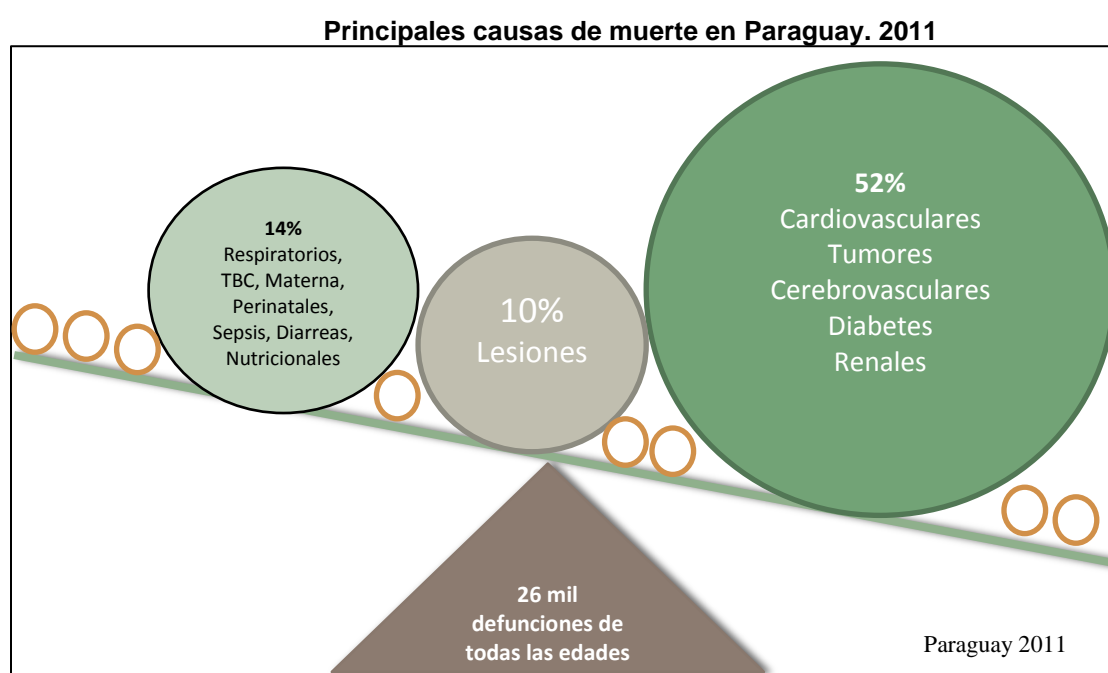 Principales causas de muerte en Paraguay. 2011
14%
Respiratorios,
TBC, Materna,
Perinatales,
Sepsis, Diarreas,
Nutricionales
10%
Lesiones
52%
Cardiovasculares
Tumores
Cerebrovasculares
Diabetes
Renales
26 mil
defunciones de
todas las edades
Paraguay 2011